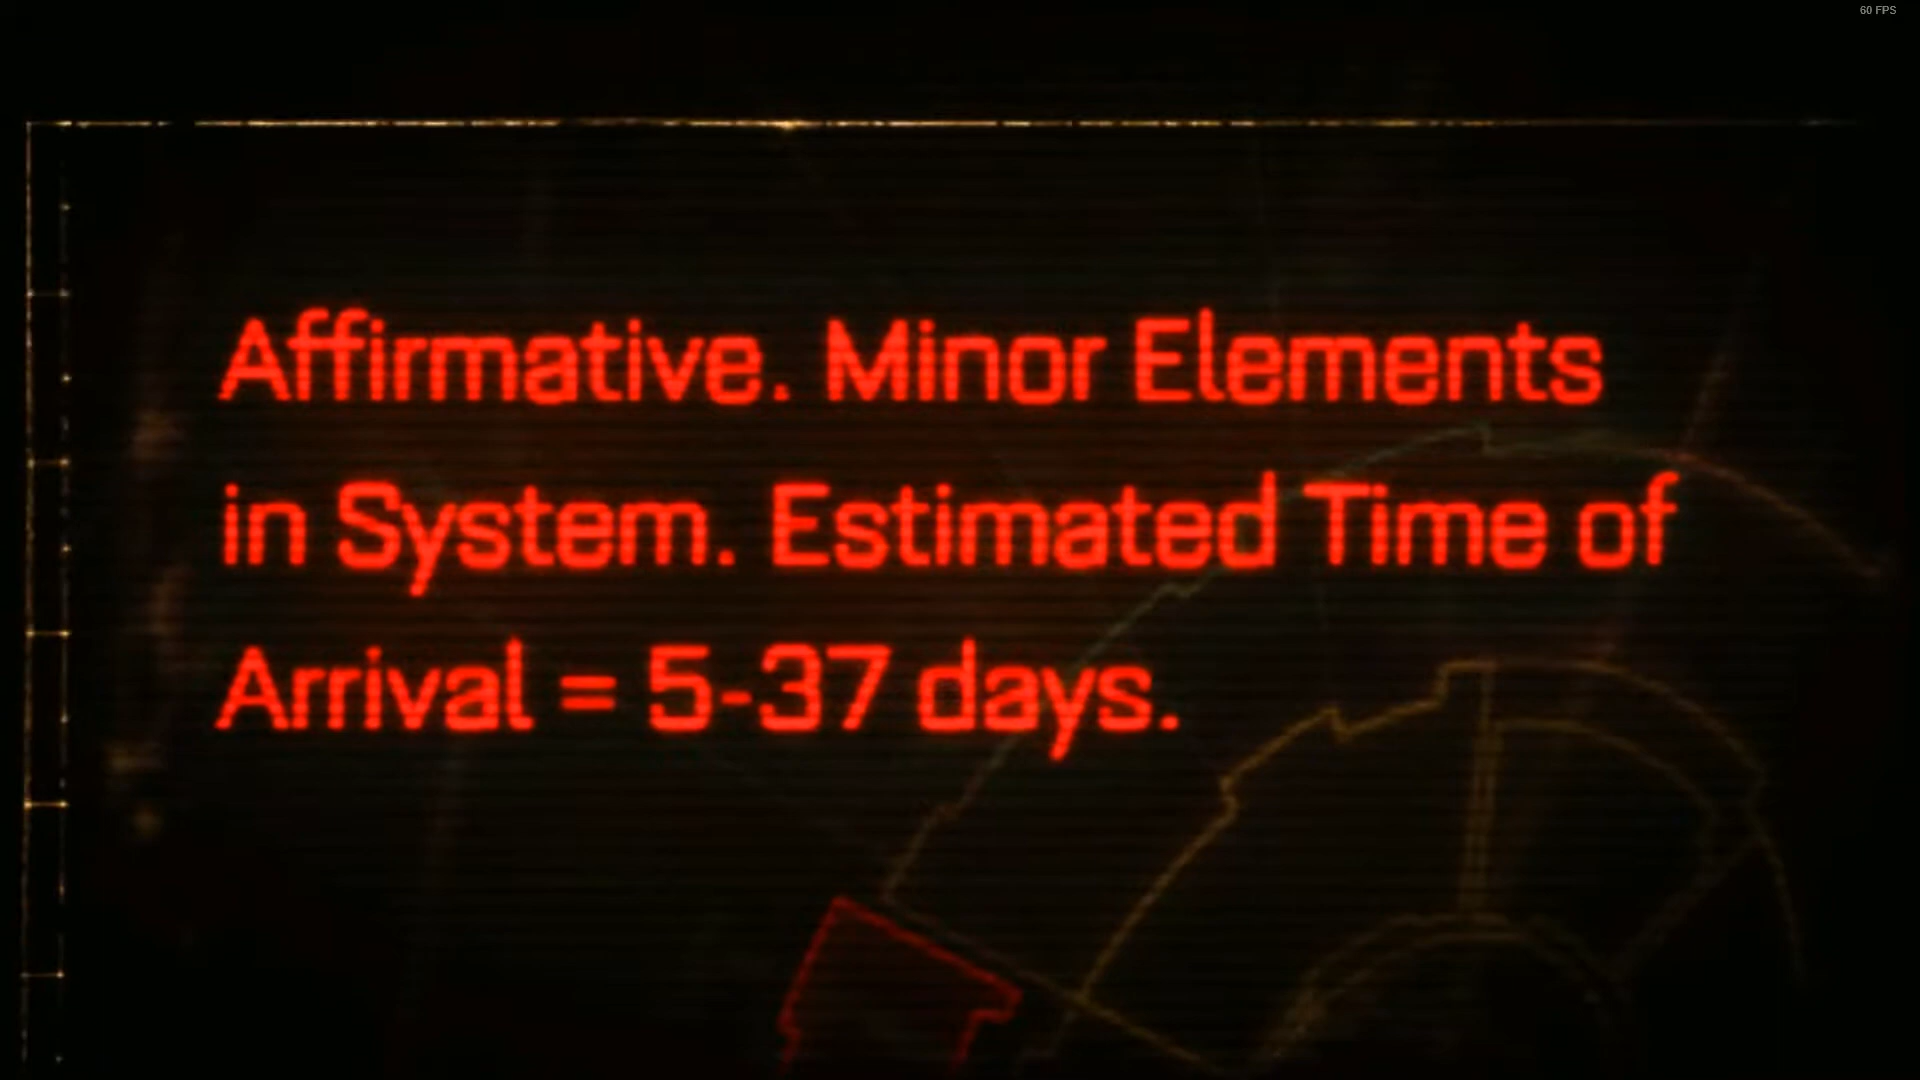 60 FPS
Affirmative. Minor Elements
in System. Estimated Time of
Arrival = 5-37 days.